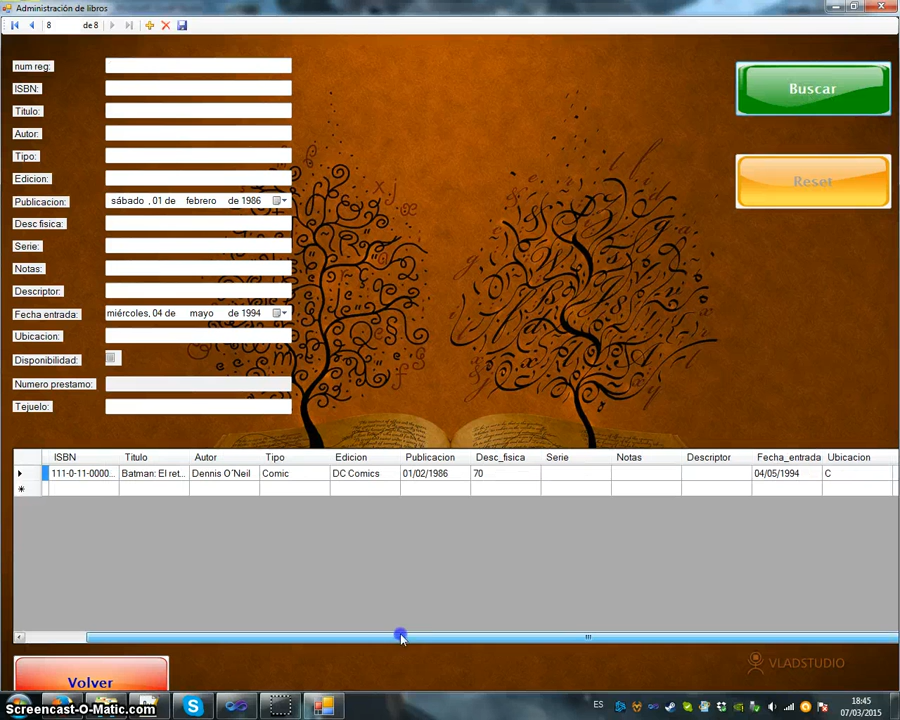 Administración de libros
8 de 8
num reg:
ISBN:
Titulo:
Autor:
Tipo:
Edicion:
Publicacion: sábado , 01 de febrero de 1986
Desc fisica:
Serie:
Notas:
Descriptor:
Fecha entrada: miércoles, 04 de mayo de 1994
Ubicacion:
Disponibilidad:
Numero prestamo:
Tejuelo:
Buscar
Reset
ISBN Titulo Autor Tipo Edicion Publicacion Desc_fisica Serie Notas Descriptor Fecha_entrada Ubicacion
111-0-11-0000... Batman: El ret... Dennis O´Neil Comic DC Comics 01/02/1986 70 04/05/1994 C
VLADSTUDIO
Volver
Screencast-O-Matic.com
ES
18:45
07/03/2015